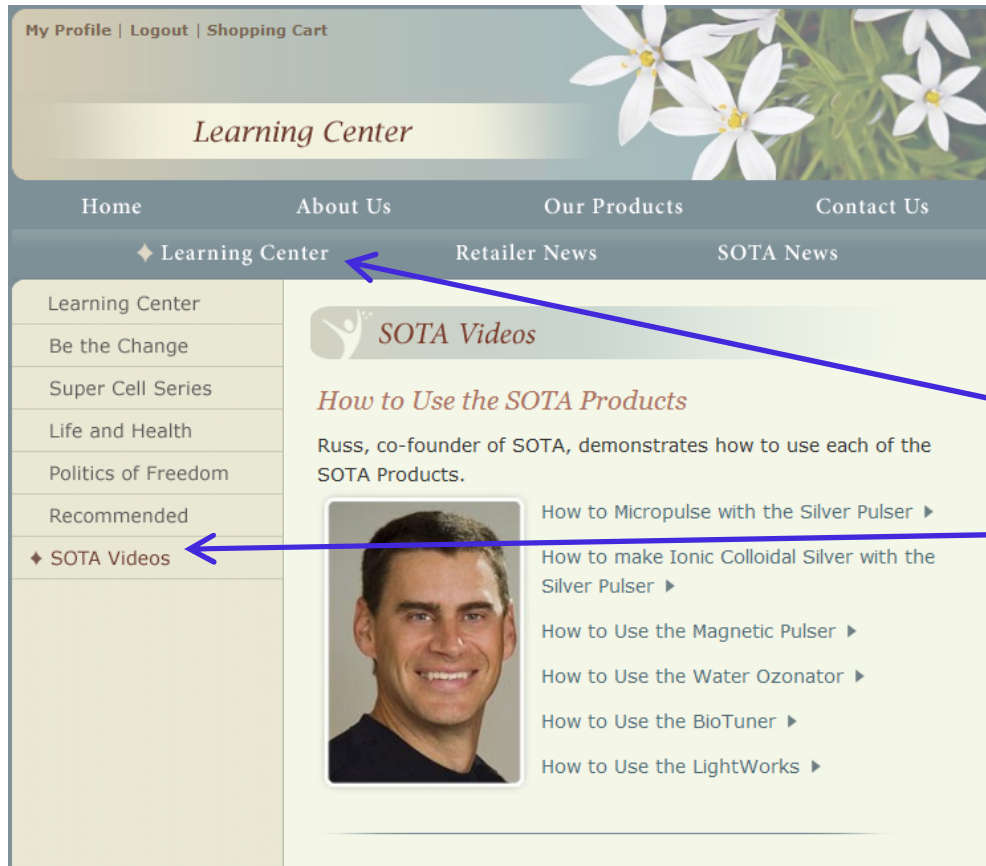 My Profile | Logout | Shopping Cart
Learning Center
Home About Us Our Products Contact Us
Learning Center Retailer News SOTA News
Learning Center
Be the Change
Super Cell Series
Life and Health
Politics of Freedom
Recommended
SOTA Videos
SOTA Videos
How to Use the SOTA Products
Russ, co-founder of SOTA, demonstrates how to use each of the
SOTA Products.
How to Micropulse with the Silver Pulser
How to make Ionic Colloidal Silver with the
Silver Pulser
How to Use the Magnetic Pulser
How to Use the Water Ozonator
How to Use the BioTuner
How to Use the LightWorks